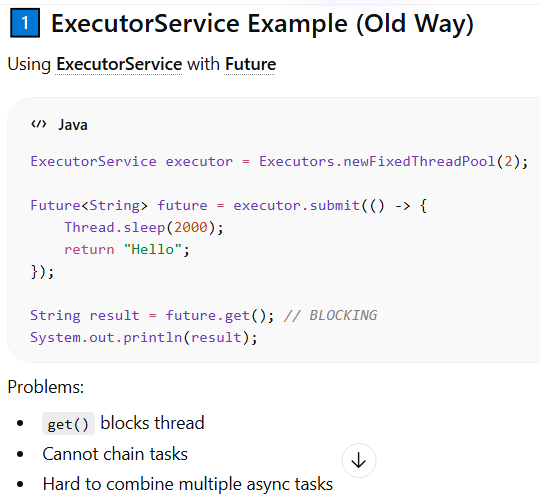 1 ExecutorService Example (Old Way)
Using ExecutorService with Future
</> Java
ExecutorService executor = Executors.newFixedThreadPool(2);
Future<String> future = executor.submit(() -> {
    Thread.sleep(2000);
    return "Hello";
});
String result = future.get(); // BLOCKING
System.out.println(result);
Problems:
• get() blocks thread
• Cannot chain tasks
• Hard to combine multiple async tasks